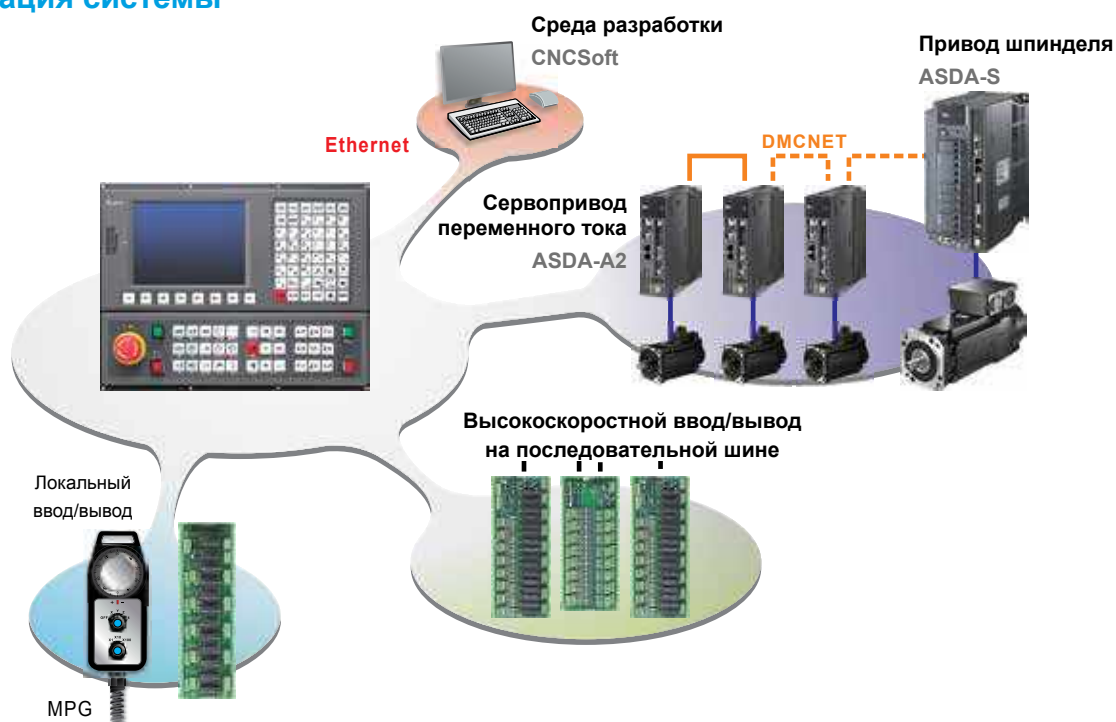 ация системы
Среда разработки
CNCSoft
Привод шпинделя
ASDA-S
Ethernet
DMCNET
Сервопривод
переменного тока
ASDA-A2
Высокоскоростной ввод/вывод
на последовательной шине
Локальный
ввод/вывод
MPG